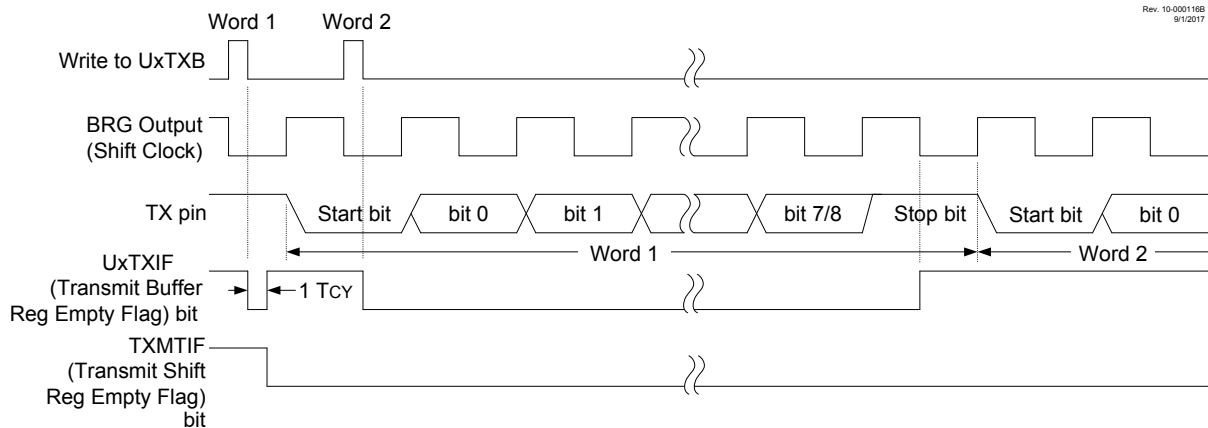 Rev. 10-000116B
9/1/2017
Word 1 Word 2
Write to UxTXB
BRG Output
(Shift Clock)
TX pin
Start bit bit 0 bit 1 bit 7/8 Stop bit Start bit bit 0
Word 1 Word 2
UxTXIF
(Transmit Buffer
Reg Empty Flag) bit
1 TCY
TXMTIF
(Transmit Shift
Reg Empty Flag)
bit